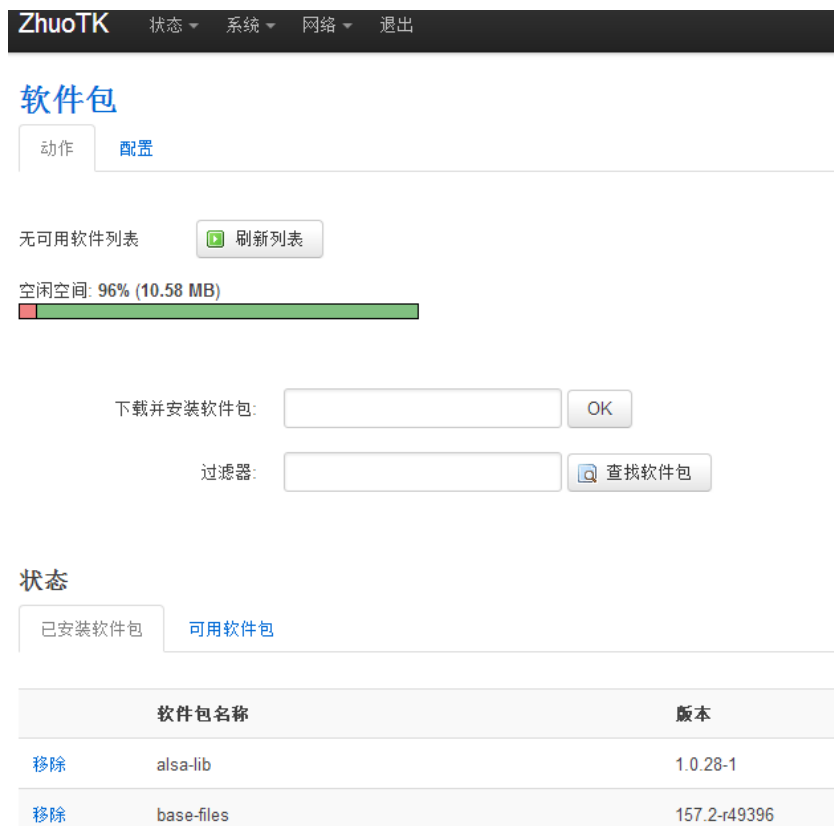 ZhuoTK 状态 系统 网络 退出
软件包
动作 配置
无可用软件列表 刷新列表
空闲空间: 96% (10.58 MB)
下载并安装软件包: OK
过滤器: 查找软件包
状态
已安装软件包 可用软件包
软件包名称 版本
移除 alsa-lib 1.0.28-1
移除 base-files 157.2-r49396